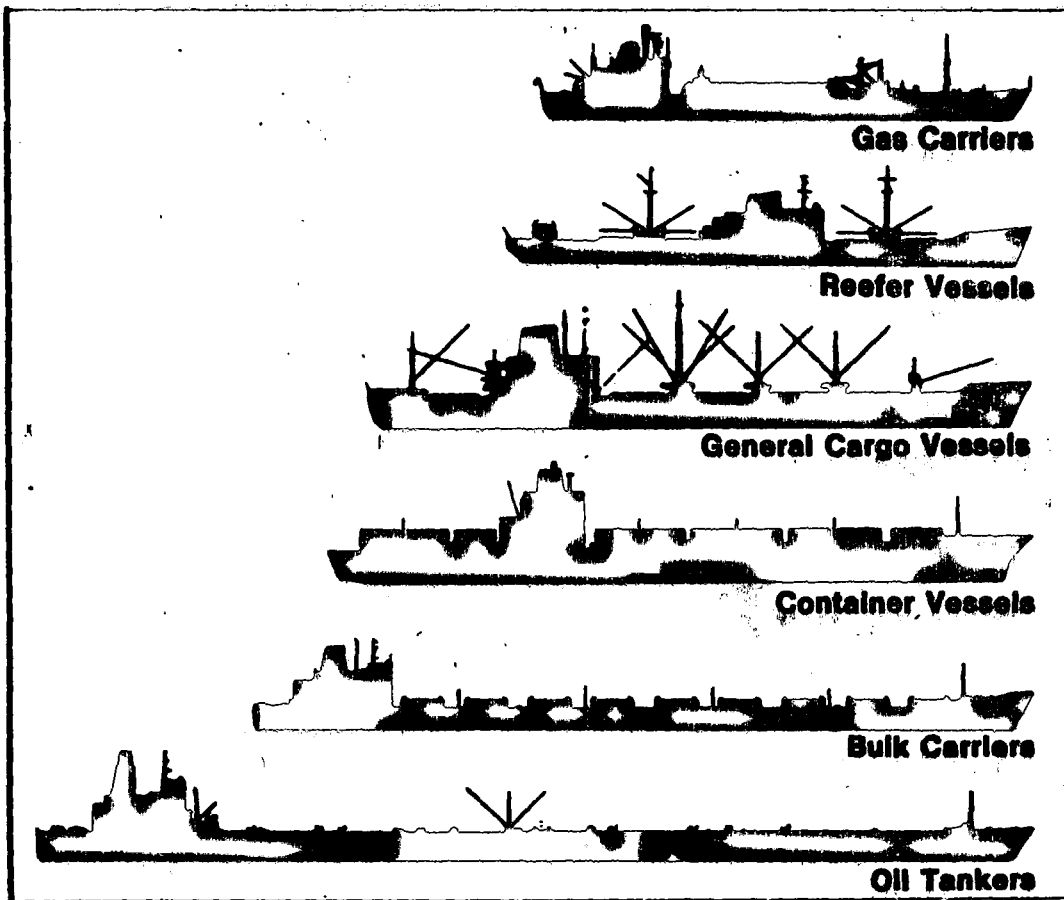 Gas Carriers
Reefer Vessels
General Cargo Vessels
Container Vessels
Bulk Carriers
Oil Tankers